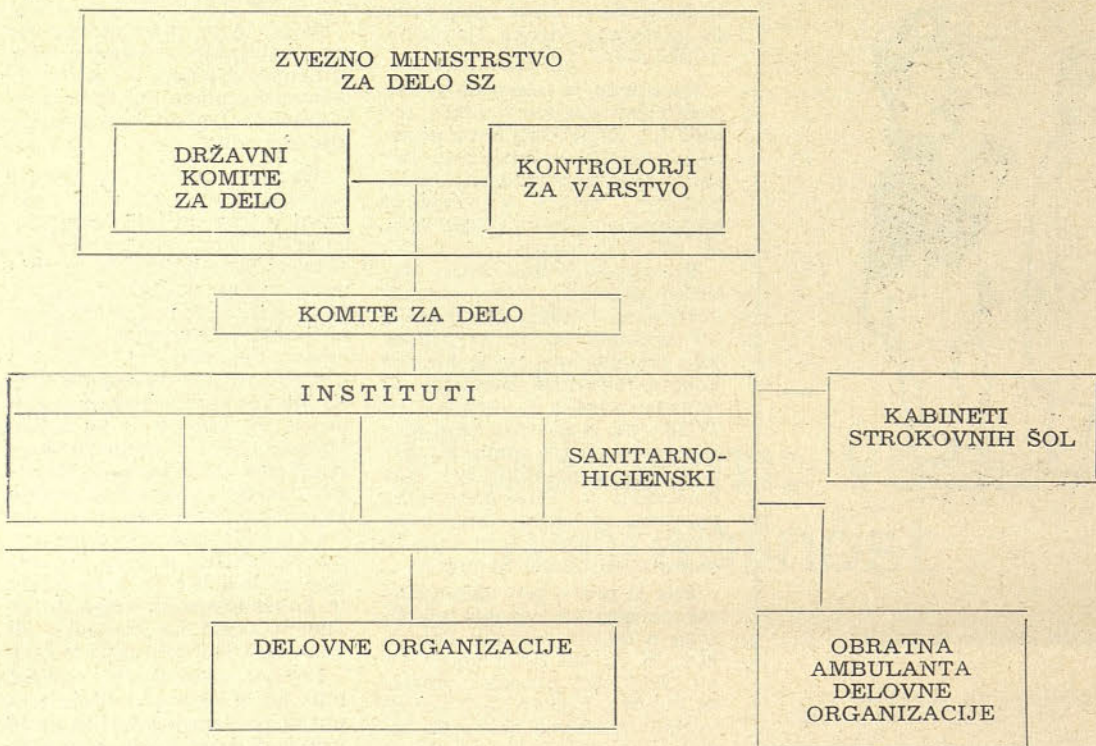 ZVEZNO MINISTRSTVO
ZA DELO SZ
DRŽAVNI
KOMITE
ZA DELO
KONTROLORJI
ZA VARSTVO
KOMITE ZA DELO
INSTITUTI
SANITARNO-
HIGIENSKI
KABINETI
STROKOVNIH ŠOL
DELOVNE ORGANIZACIJE
OBRATNA
AMBULANTA
DELOVNE
ORGANIZACIJE